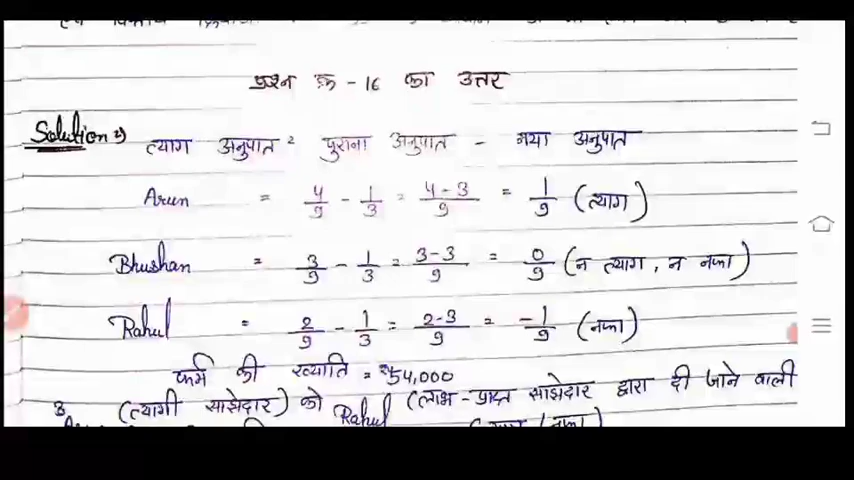 प्रश्न क्र - 16 का उत्तर
Solution त्याग अनुपात = पुराना अनुपात - नया अनुपात
Arun = 4/9 - 1/3 = 4-3/9 = 1/9 (त्याग)
Bhushan = 3/9 - 1/3 = 3-3/9 = 0/9 (न त्याग, न नफा)
Rahul = 2/9 - 1/3 = 2-3/9 = -1/9 (नफा)
फर्म की ख्याति = ₹54,000
(त्यागी साझेदार) को Rahul (लाभ-प्राप्त साझेदार द्वारा दी जाने वाली